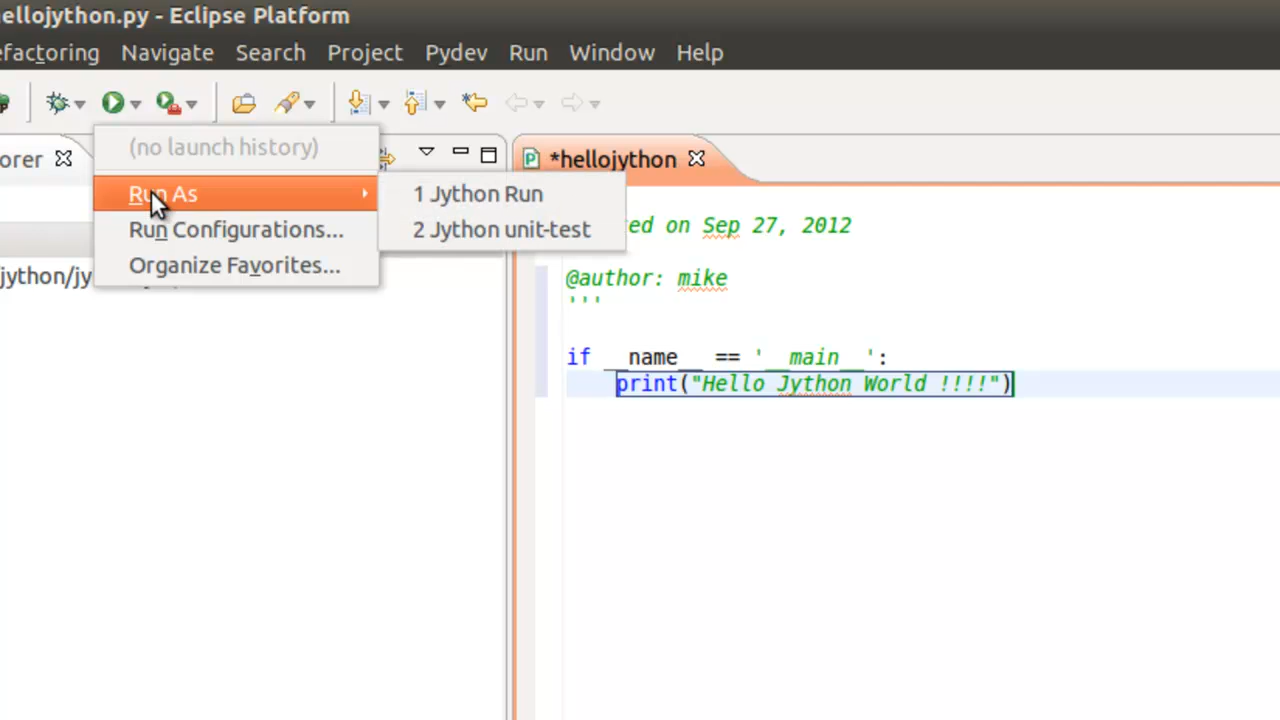 ellojython.py - Eclipse Platform
efactoring Navigate Search Project Pydev Run Window Help
(no launch history)
orer
*hellojython
Run As
1 Jython Run
Run Configurations...
2 Jython unit-test
Organize Favorites...
jython/jy
ed on Sep 27, 2012
@author: mike
'''
if __name__ == '__main__':
print("Hello Jython World !!!!")